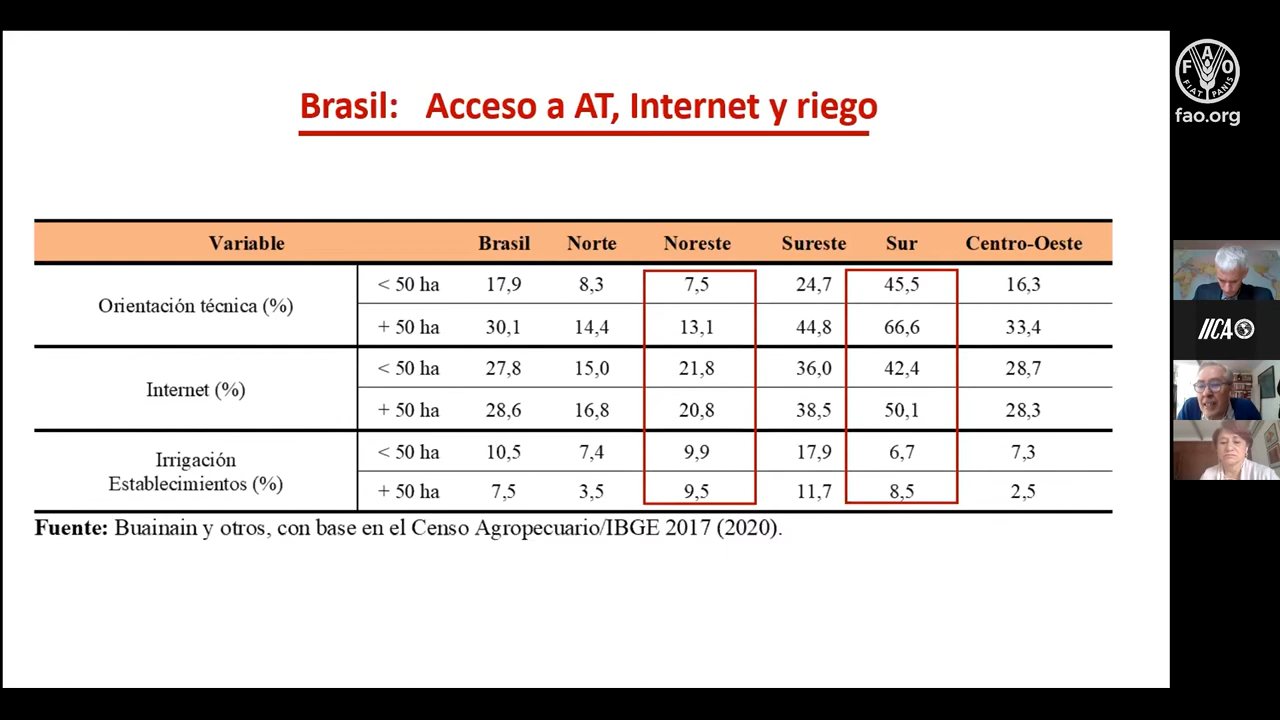 Brasil: Acceso a AT, Internet y riego
Variable Brasil Norte Noreste Sureste Sur Centro-Oeste
Orientación técnica (%)
< 50 ha 17,9 8,3 7,5 24,7 45,5 16,3
+ 50 ha 30,1 14,4 13,1 44,8 66,6 33,4
Internet (%)
< 50 ha 27,8 15,0 21,8 36,0 42,4 28,7
+ 50 ha 28,6 16,8 20,8 38,5 50,1 28,3
Irrigación
Establecimientos (%)
< 50 ha 10,5 7,4 9,9 17,9 6,7 7,3
+ 50 ha 7,5 3,5 9,5 11,7 8,5 2,5
Fuente: Buainain y otros, con base en el Censo Agropecuario/IBGE 2017 (2020).
FAO
FIAT PANIS
fao.org
IICA